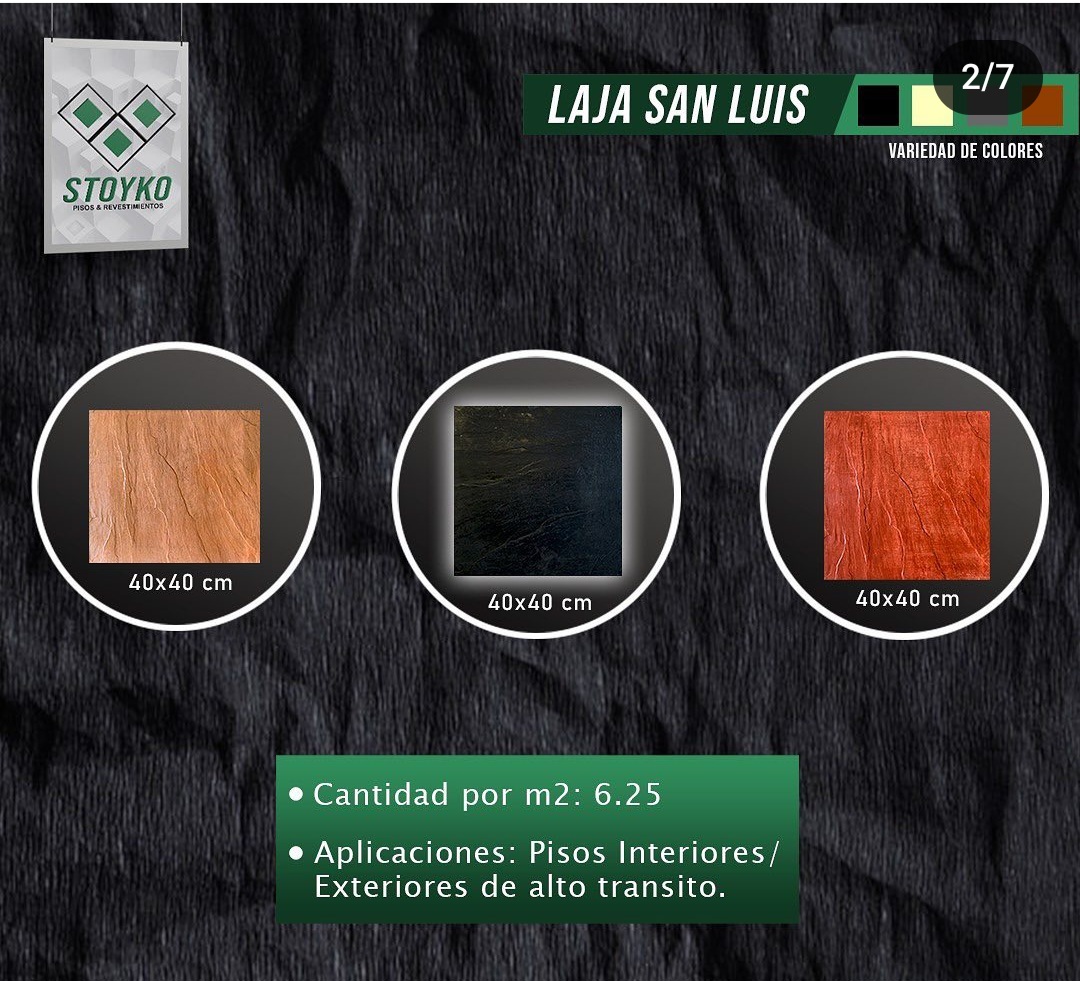 STOYKO
PISOS & REVESTIMIENTOS
LAJA SAN LUIS
2/7
VARIEDAD DE COLORES
40x40 cm
40x40 cm
40x40 cm
• Cantidad por m2: 6.25
• Aplicaciones: Pisos Interiores/
Exteriores de alto transito.